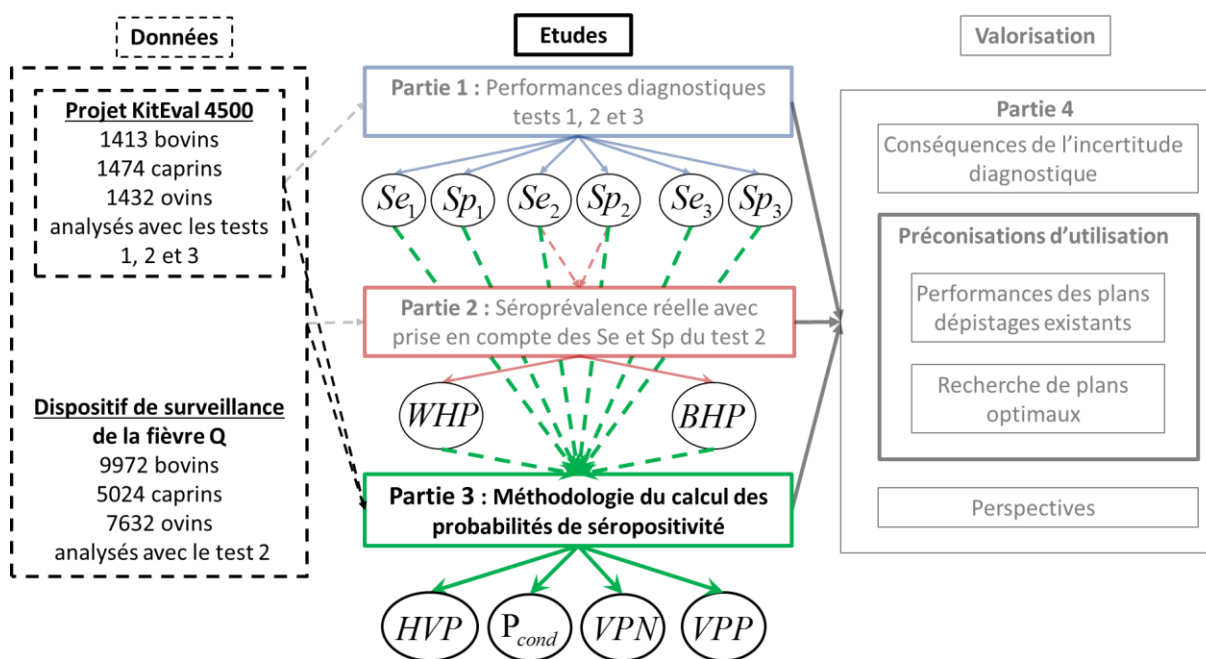 Données
Projet KitEval 4500
1413 bovins
1474 caprins
1432 ovins
analysés avec les tests
1, 2 et 3
Dispositif de surveillance
de la fièvre Q
9972 bovins
5024 caprins
7632 ovins
analysés avec le test 2
Etudes
Partie 1 : Performances diagnostiques
tests 1, 2 et 3
Se1 Sp1 Se2 Sp2 Se3 Sp3
Partie 2 : Séroprévalence réelle avec
prise en compte des Se et Sp du test 2
WHP BHP
Partie 3 : Méthodologie du calcul des
probabilités de séropositivité
HVP Pcond VPN VPP
Valorisation
Partie 4
Conséquences de l'incertitude
diagnostique
Préconisations d'utilisation
Performances des plans
dépistages existants
Recherche de plans
optimaux
Perspectives